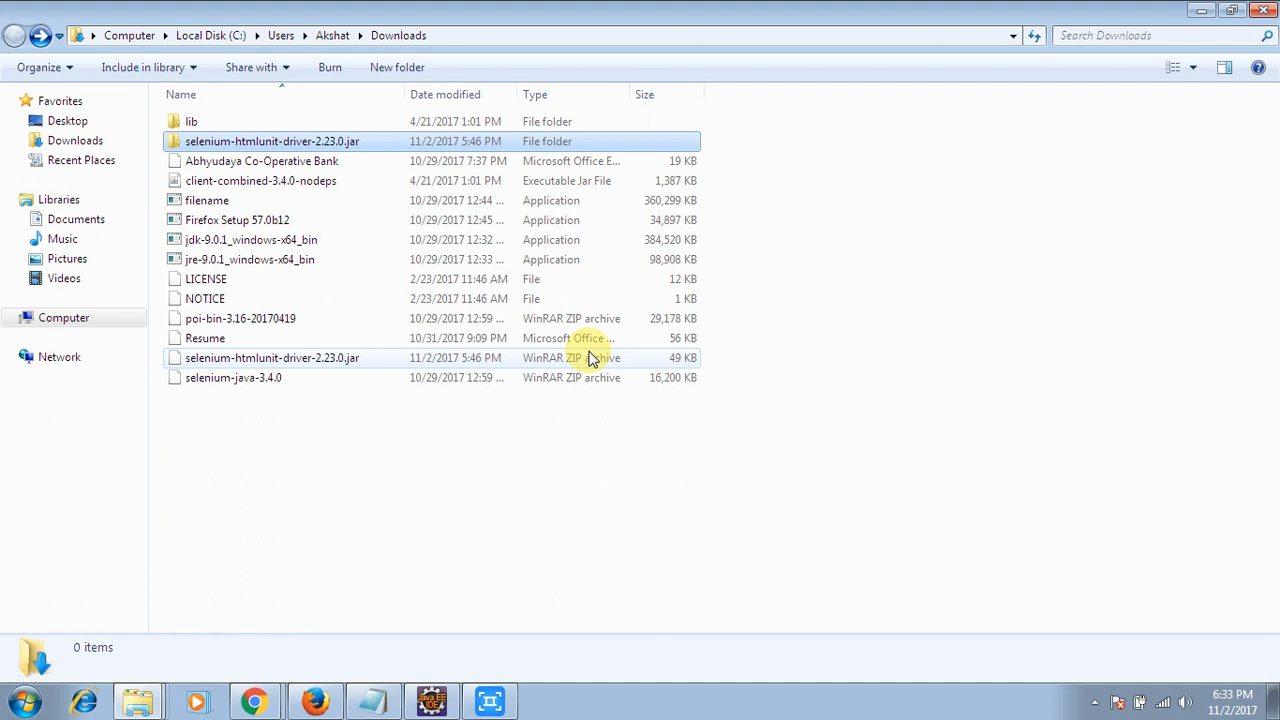 Computer Local Disk (C:) Users Akshat Downloads Search Downloads
Organize Include in library Share with Burn New folder
Name Date modified Type Size
Favorites
Desktop
Downloads
Recent Places
Libraries
Documents
Music
Pictures
Videos
Computer
Network
lib 4/21/2017 1:01 PM File folder
selenium-htmlunit-driver-2.23.0.jar 11/2/2017 5:46 PM File folder
Abhyudaya Co-Operative Bank 10/29/2017 7:37 PM Microsoft Office E... 19 KB
client-combined-3.4.0-nodeps 4/21/2017 1:01 PM Executable Jar File 1,387 KB
filename 10/29/2017 12:44 ... Application 360,299 KB
Firefox Setup 57.0b12 10/29/2017 12:45 ... Application 34,897 KB
jdk-9.0.1_windows-x64_bin 10/29/2017 12:32 ... Application 384,520 KB
jre-9.0.1_windows-x64_bin 10/29/2017 12:33 ... Application 98,908 KB
LICENSE 2/23/2017 11:46 AM File 12 KB
NOTICE 2/23/2017 11:46 AM File 1 KB
poi-bin-3.16-20170419 10/29/2017 12:59 ... WinRAR ZIP archive 29,178 KB
Resume 10/31/2017 9:09 PM Microsoft Office ... 56 KB
selenium-htmlunit-driver-2.23.0.jar 11/2/2017 5:46 PM WinRAR ZIP archive 49 KB
selenium-java-3.4.0 10/29/2017 12:59 ... WinRAR ZIP archive 16,200 KB
0 items
Java EE
IDE
6:33 PM
11/2/2017